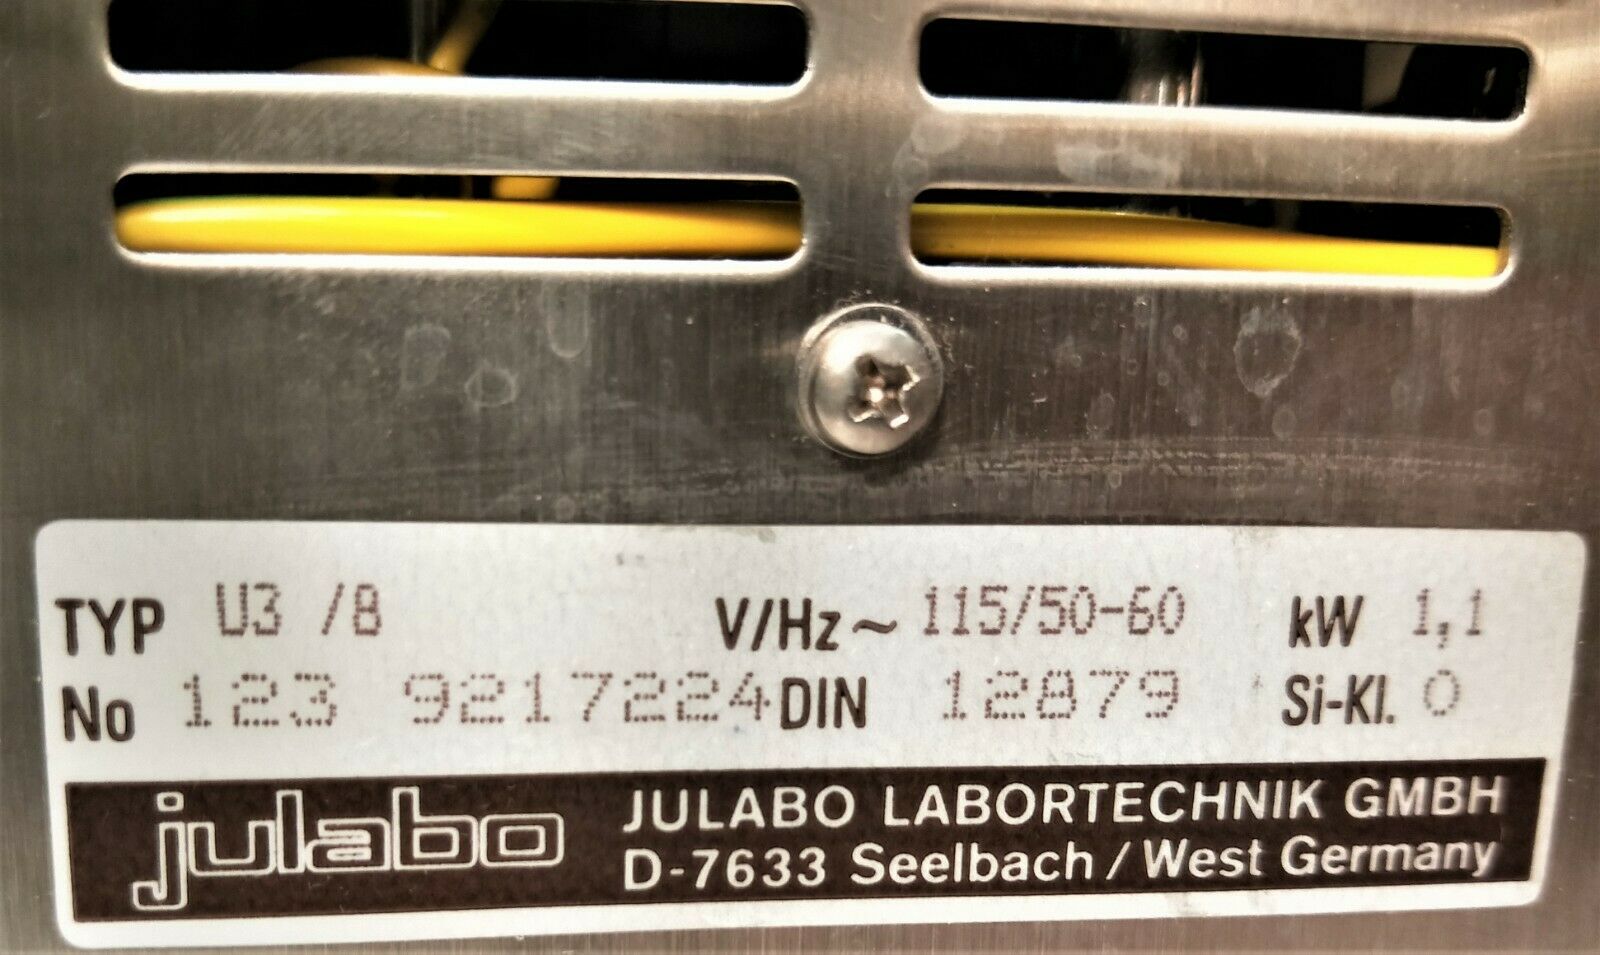 TYP U3 /8 V/Hz ~ 115/50-60 kW 1,1
No 123 9217224 DIN 12879 Si-Kl. 0
julabo JULABO LABORTECHNIK GMBH
D-7633 Seelbach / West Germany